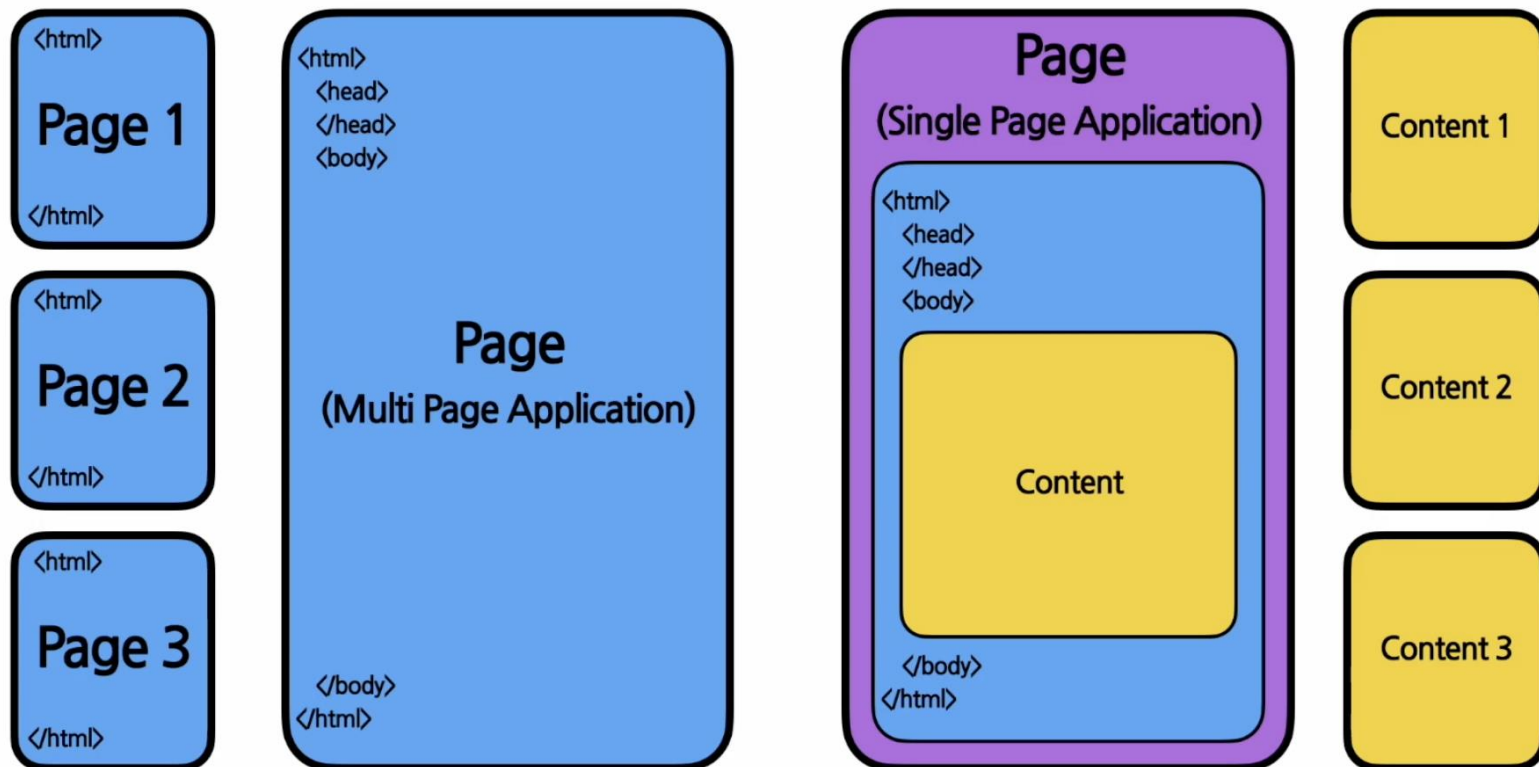 <html>
Page 1
</html>
<html>
Page 2
</html>
<html>
Page 3
</html>
<html>
<head>
</head>
<body>
Page
(Multi Page Application)
</body>
</html>
Page
(Single Page Application)
<html>
<head>
</head>
<body>
Content
</body>
</html>
Content 1
Content 2
Content 3